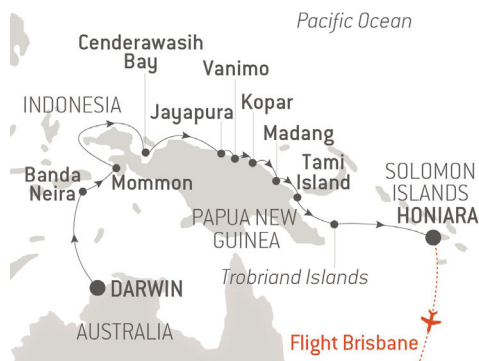 Pacific Ocean
Cenderawasih
Bay
Vanimo
INDONESIA
Jayapura
Kopar
Madang
Banda
Neira
Mommon
Tami
Island
SOLOMON
ISLANDS
HONIARA
PAPUA NEW
GUINEA
Trobriand Islands
DARWIN
AUSTRALIA
Flight Brisbane